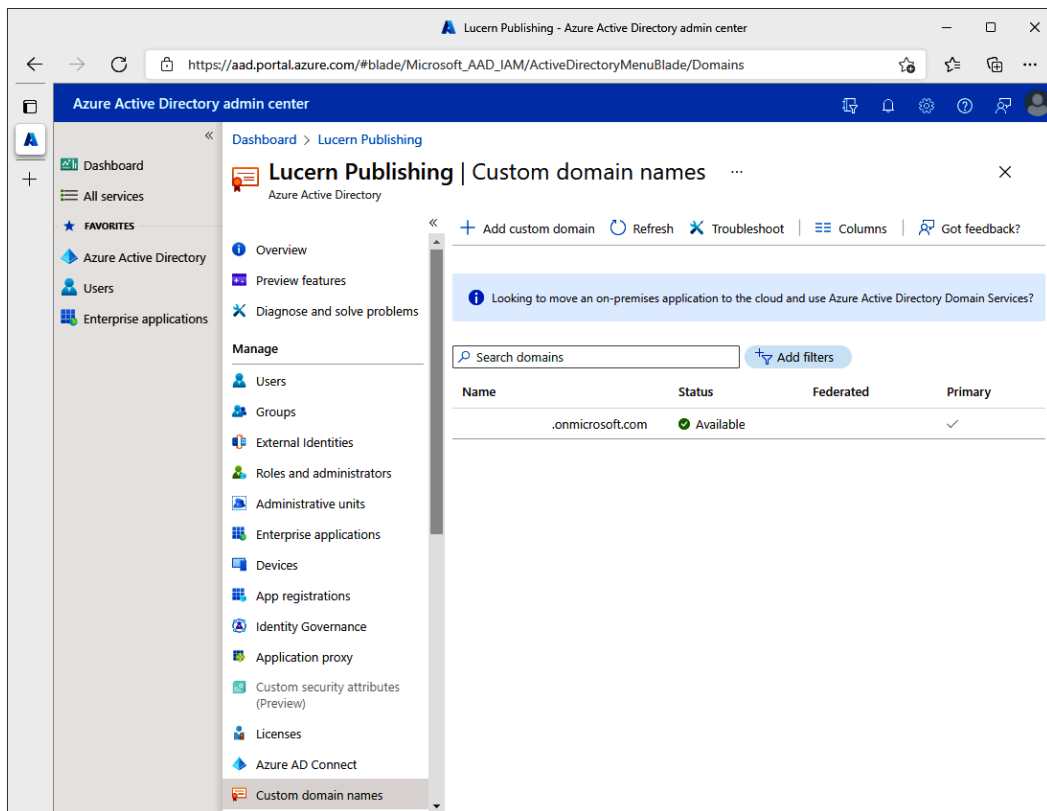 Lucern Publishing - Azure Active Directory admin center
https://aad.portal.azure.com/#blade/Microsoft_AAD_IAM/ActiveDirectoryMenuBlade/Domains
Azure Active Directory admin center
Dashboard
All services
FAVORITES
Azure Active Directory
Users
Enterprise applications
Dashboard > Lucern Publishing
Lucern Publishing | Custom domain names ...
Azure Active Directory
Overview
Preview features
Diagnose and solve problems
Manage
Users
Groups
External Identities
Roles and administrators
Administrative units
Enterprise applications
Devices
App registrations
Identity Governance
Application proxy
Custom security attributes
(Preview)
Licenses
Azure AD Connect
Custom domain names
Add custom domain Refresh Troubleshoot Columns Got feedback?
Looking to move an on-premises application to the cloud and use Azure Active Directory Domain Services?
Search domains Add filters
Name Status Federated Primary
.onmicrosoft.com Available